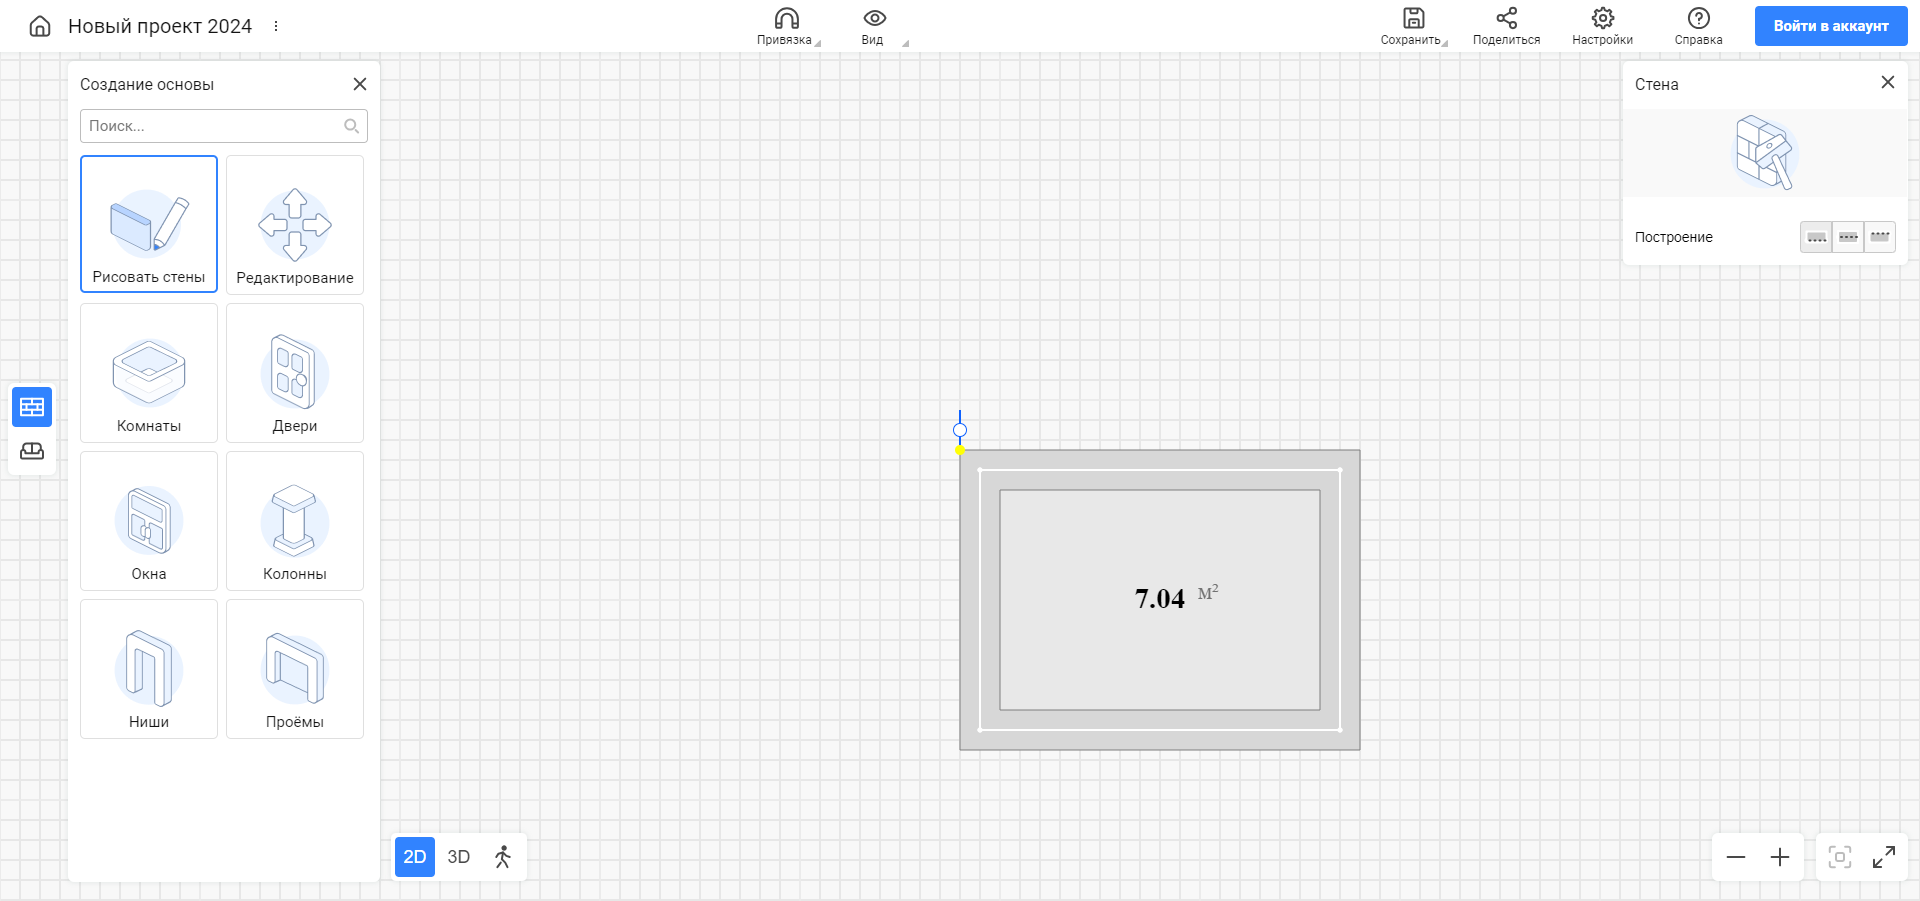 Новый проект 2024
Привязка
Вид
Сохранить
Поделиться
Настройки
Справка
Войти в аккаунт
Создание основы
Поиск...
Рисовать стены
Редактирование
Комнаты
Двери
Окна
Колонны
Ниши
Проёмы
7.04 М²
Стена
Построение
2D
3D